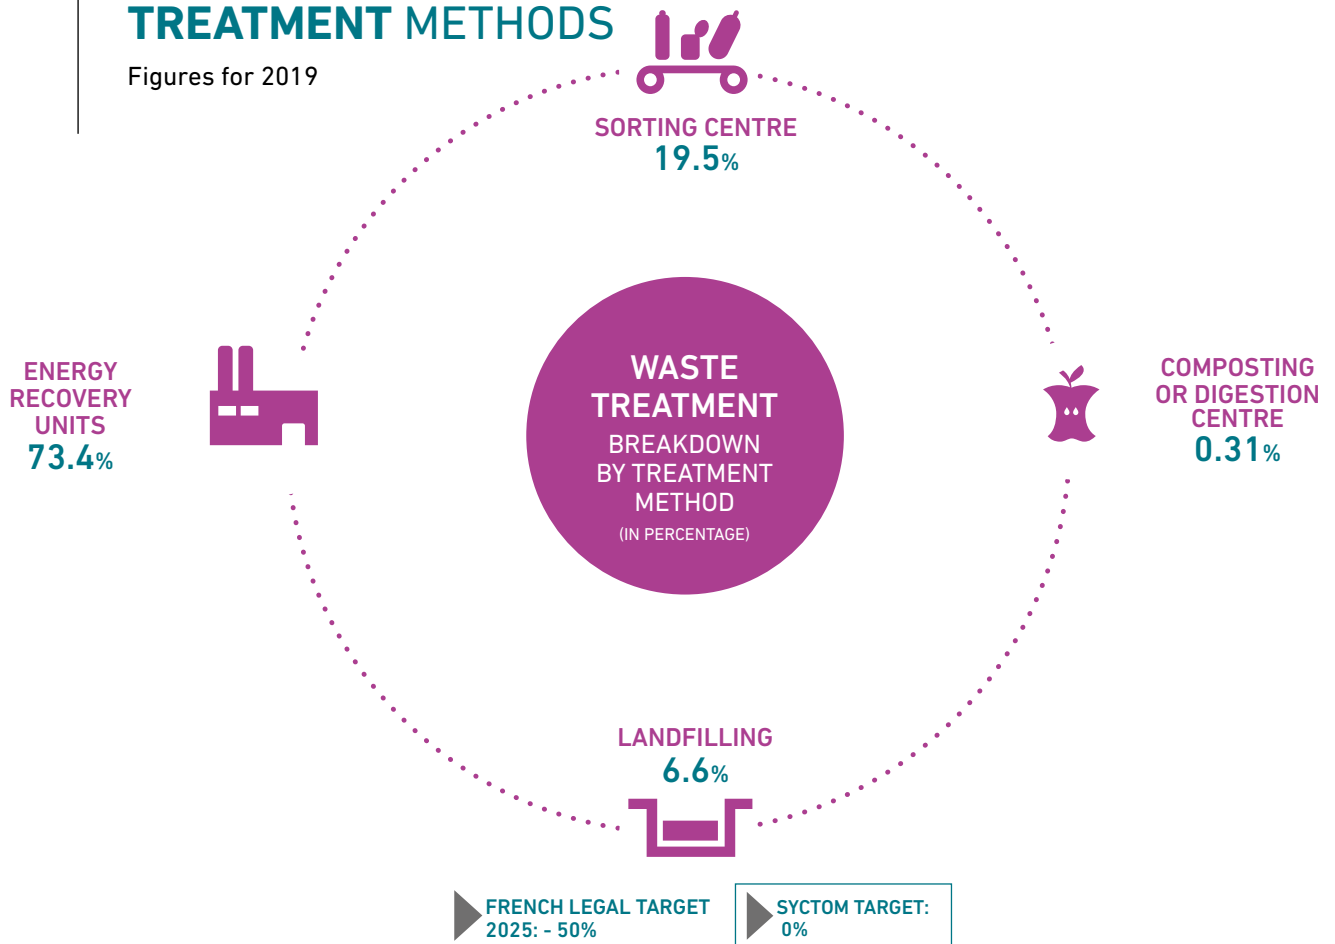 TREATMENT METHODS
Figures for 2019
SORTING CENTRE
19.5%
ENERGY
RECOVERY
UNITS
73.4%
WASTE
TREATMENT
BREAKDOWN
BY TREATMENT
METHOD
(IN PERCENTAGE)
COMPOSTING
OR DIGESTION
CENTRE
0.31%
LANDFILLING
6.6%
FRENCH LEGAL TARGET
2025: - 50%
SYCTOM TARGET:
0%